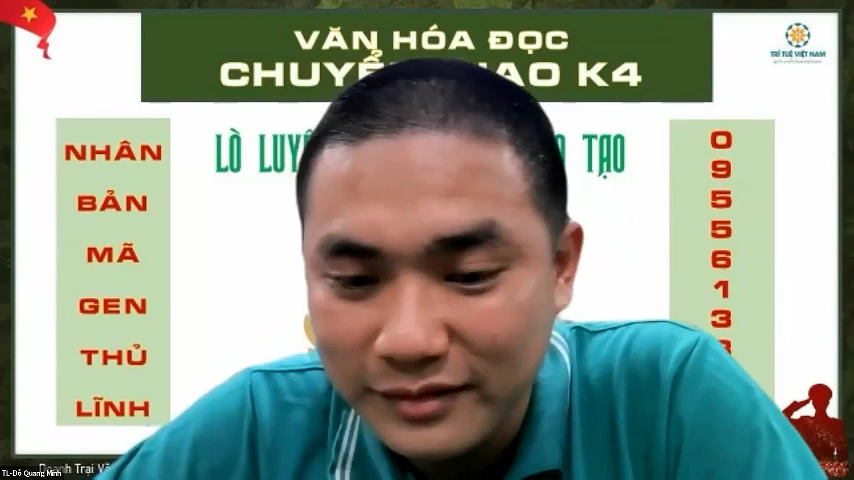 VĂN HÓA ĐỌC
CHUYỂ AO K4
TRÍ TUỆ VIỆT NAM
LÒ LUY TẠO
NHÂN
BẢN
MÃ
GEN
THỦ
LĨNH
0
9
5
5
6
1
3
TL-Đỗ Quang Minh